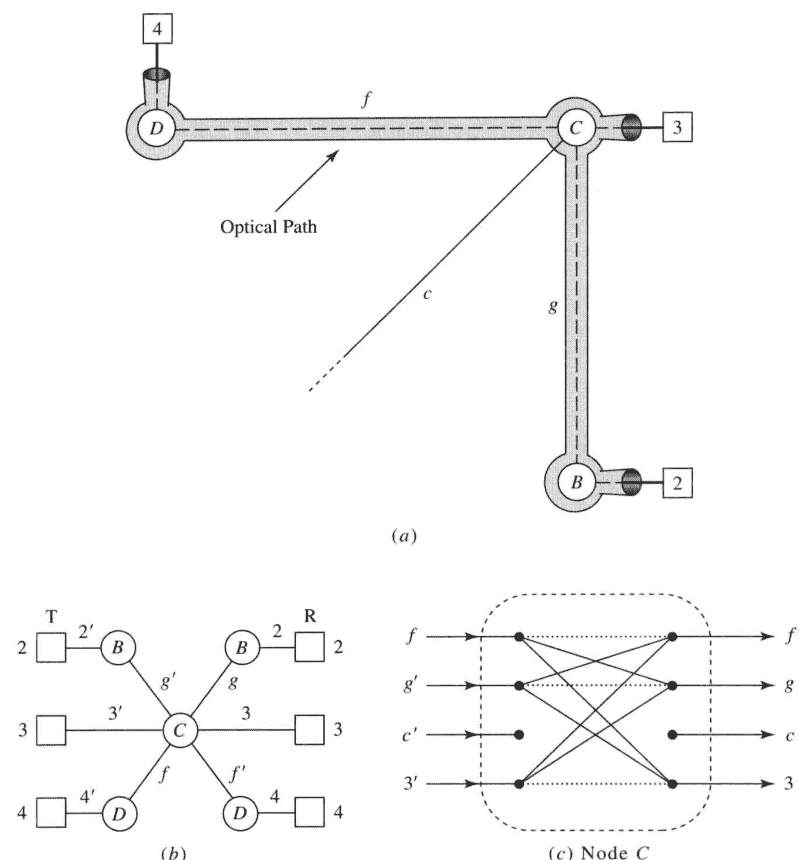 4
f
D
C
3
Optical Path
c
g
B
2
(a)
T
R
2 2′ B B 2 2
g′ g
3 3′ C 3 3
f f′
4 4′ D D 4 4
(b)
f f
g′ g
c′ c
3′ 3
(c) Node C